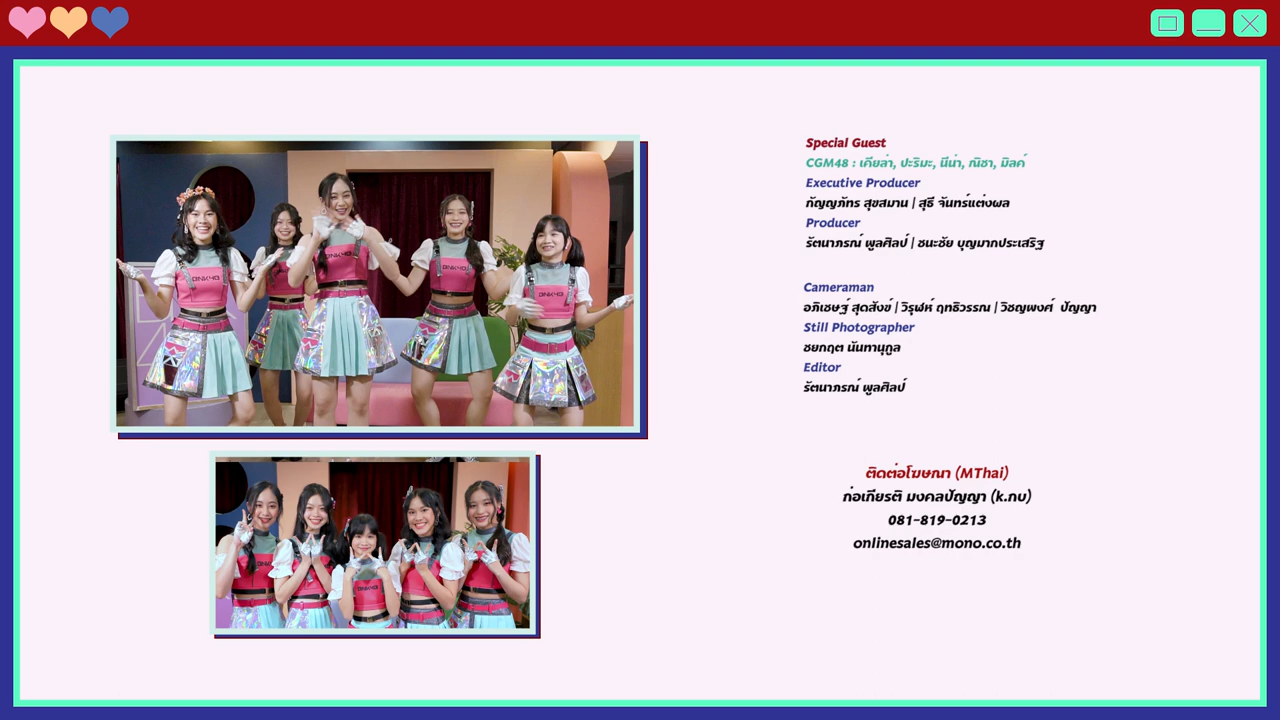 BNK48
BNK48
BNK48
BNK48
Special Guest
CGM48 : เคียล่า, ปะริมะ, นีน่า, ณิชา, มิลค์
Executive Producer
กัญญภัทร สุขสมาน | สุธี จันทร์แต่งผล
Producer
รัตนาภรณ์ พูลศิลป์ | ชนะชัย บุญมากประเสริฐ
Cameraman
อภิเชษฐ์ สุดสังข์ | วิรุฬห์ ฤทธิวรรณ | วิชญพงศ์ ปัญญา
Still Photographer
ชยกฤต นันทานุกูล
Editor
รัตนาภรณ์ พูลศิลป์
ติดต่อโฆษณา (MThai)
ก่อเกียรติ มงคลปัญญา (k.กบ)
081-819-0213
onlinesales@mono.co.th